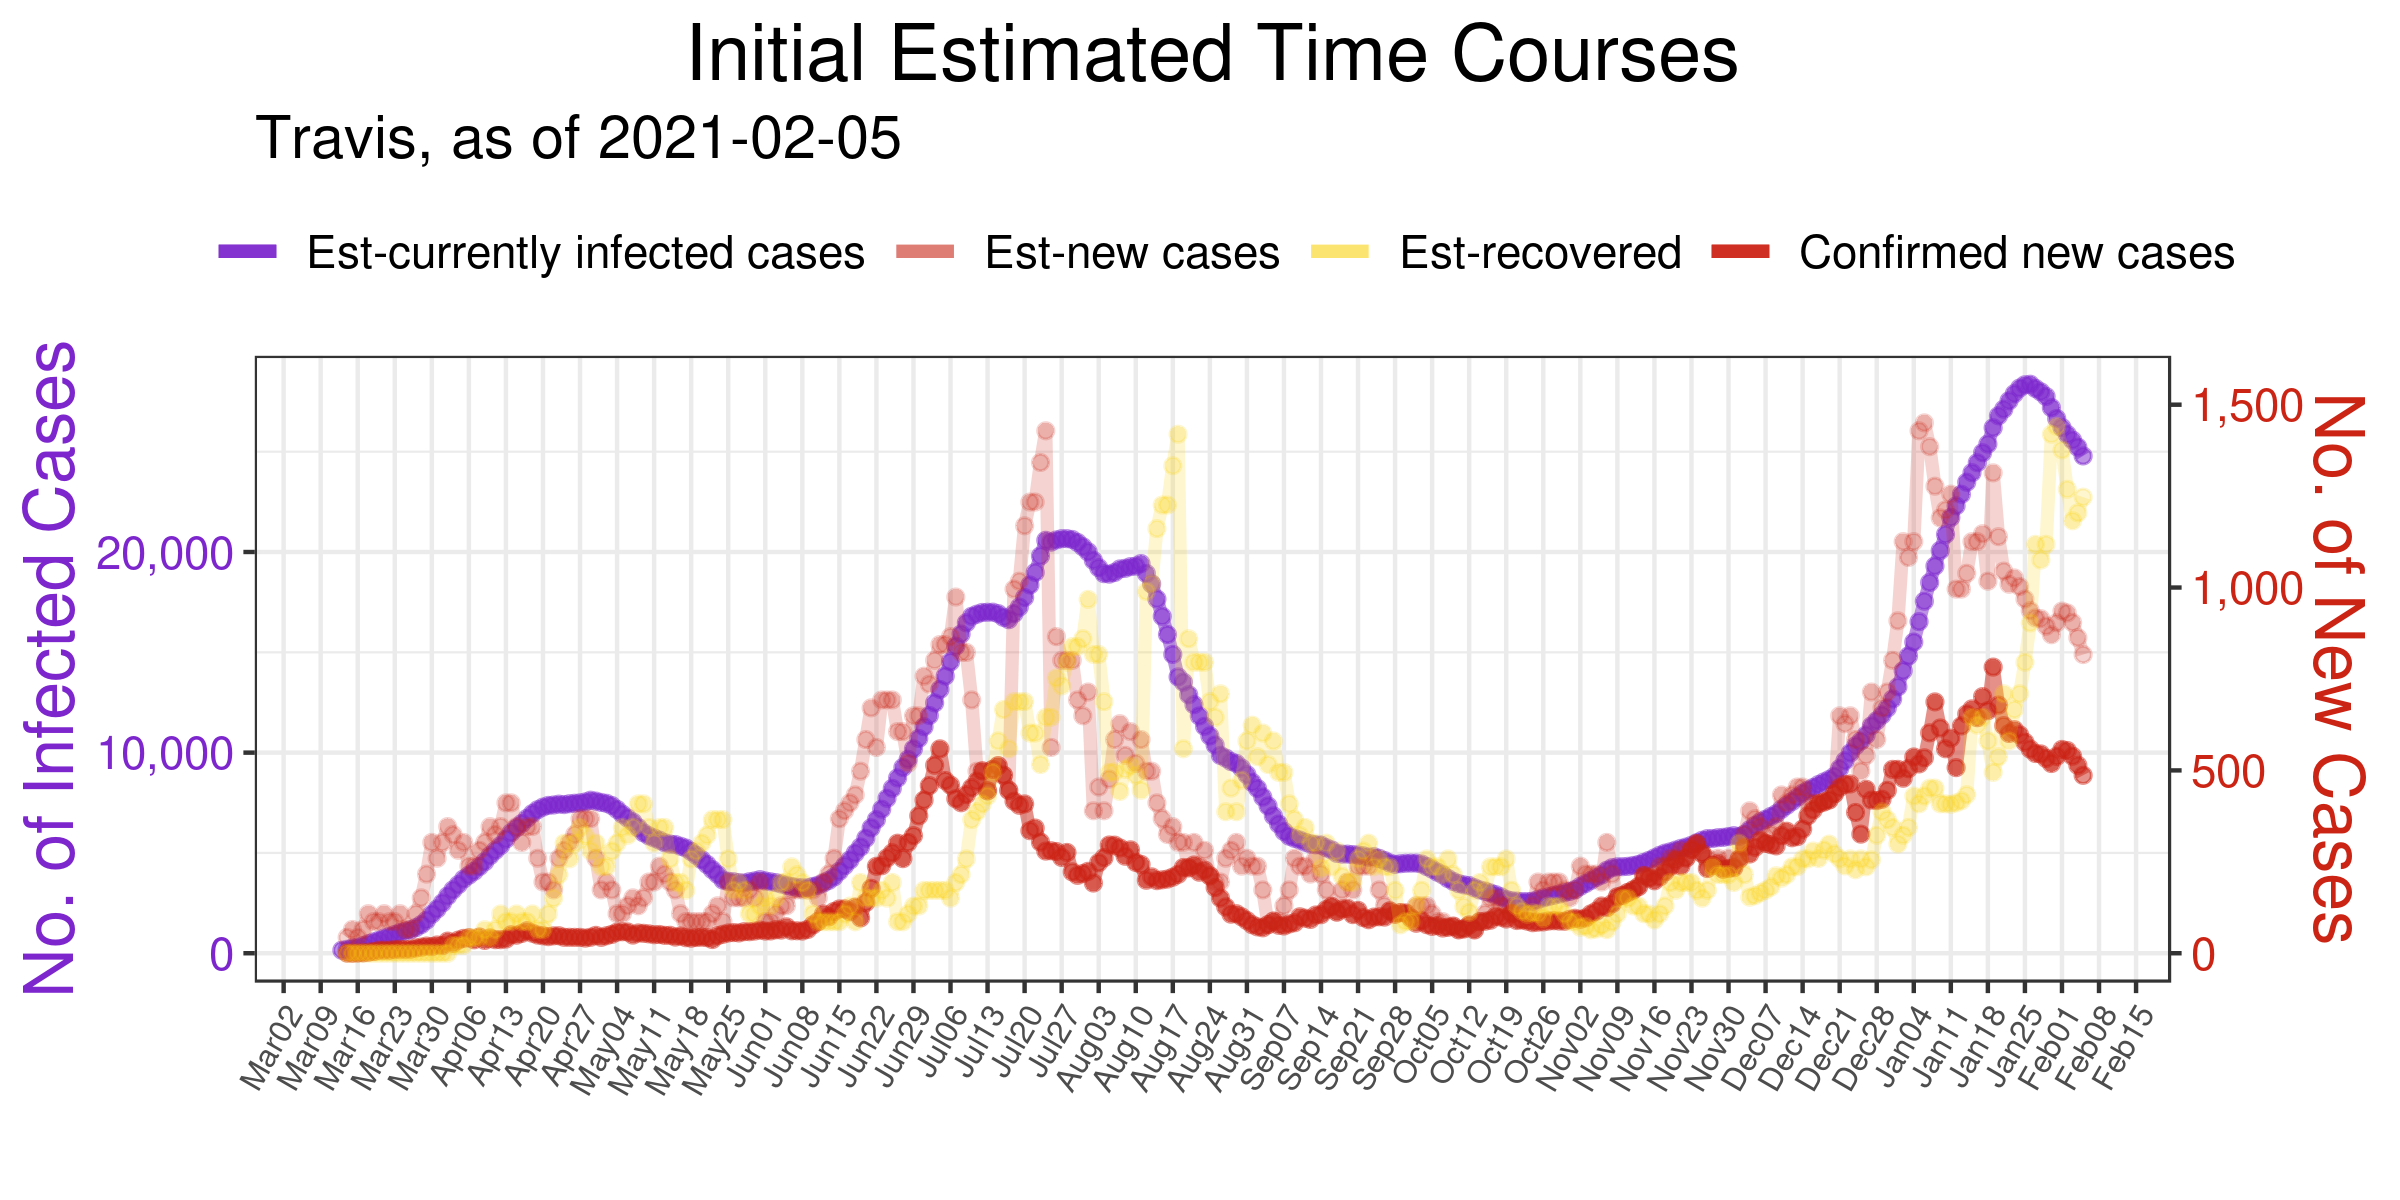 Initial Estimated Time Courses
Travis, as of 2021-02-05
Est-currently infected cases Est-new cases Est-recovered Confirmed new cases
No. of Infected Cases
20,000
10,000
0
No. of New Cases
1,500
1,000
500
0
Mar02 Mar09 Mar16 Mar23 Mar30 Apr06 Apr13 Apr20 Apr27 May04 May11 May18 May25 Jun01 Jun08 Jun15 Jun22 Jun29 Jul06 Jul13 Jul20 Jul27 Aug03 Aug10 Aug17 Aug24 Aug31 Sep07 Sep14 Sep21 Sep28 Oct05 Oct12 Oct19 Oct26 Nov02 Nov09 Nov16 Nov23 Nov30 Dec07 Dec14 Dec21 Dec28 Jan04 Jan11 Jan18 Jan25 Feb01 Feb08 Feb15